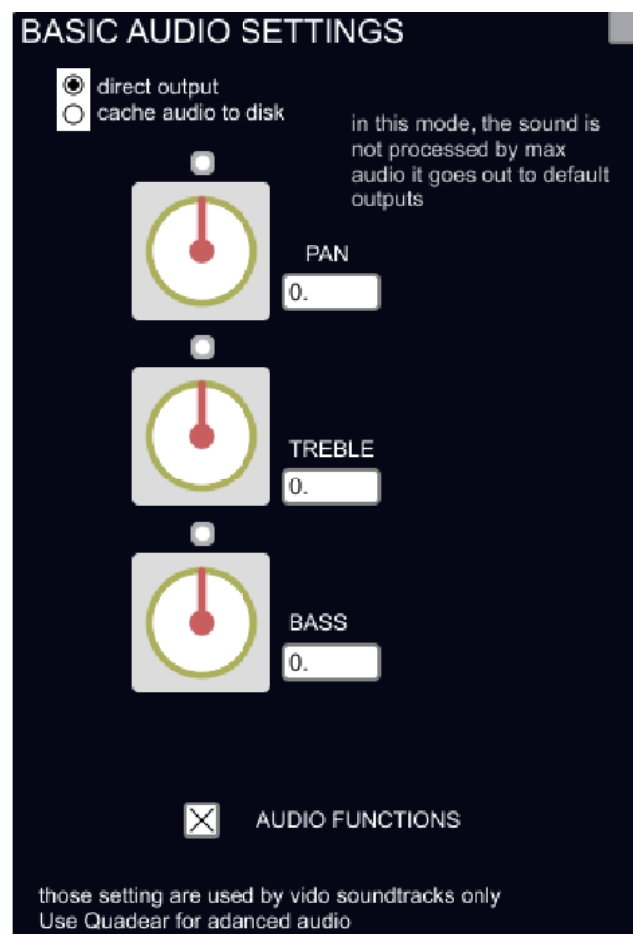 BASIC AUDIO SETTINGS
direct output
cache audio to disk
in this mode, the sound is
not processed by max
audio it goes out to default
outputs
PAN
0.
TREBLE
0.
BASS
0.
AUDIO FUNCTIONS
those setting are used by vido soundtracks only
Use Quadear for adanced audio